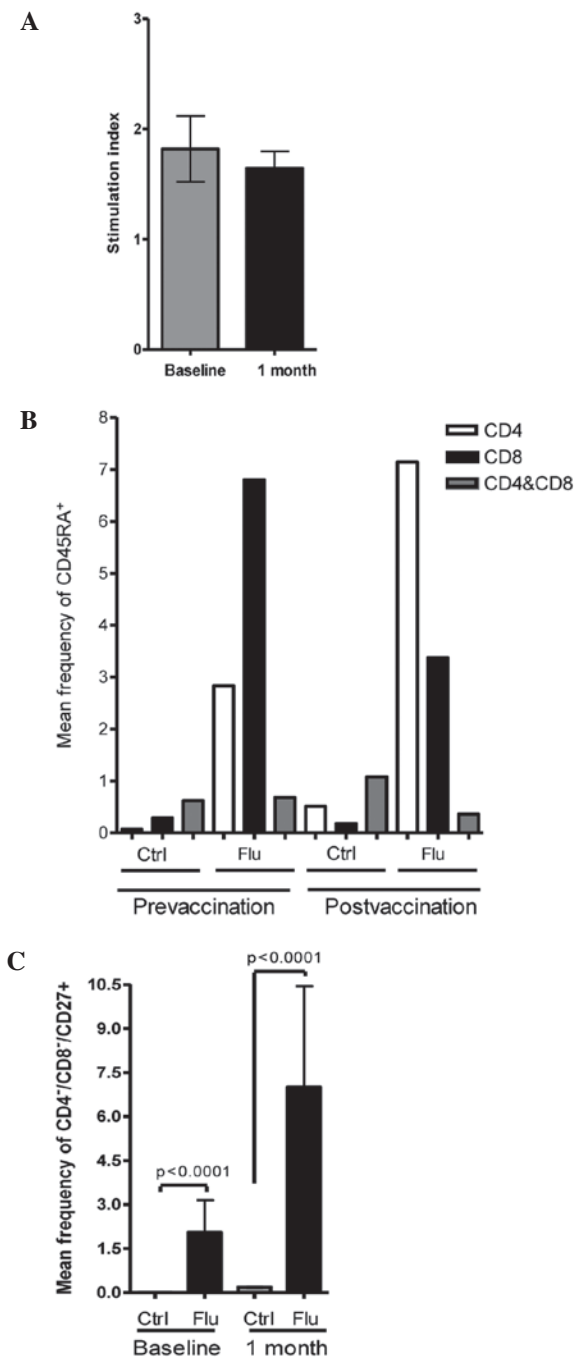 A
Stimulation index
3
2
1
0
Baseline 1 month
B
Mean frequency of CD45RA+
8
7
6
5
4
3
2
1
0
CD4
CD8
CD4&CD8
Ctrl Flu Ctrl Flu
Prevaccination Postvaccination
C
Mean frequency of CD4-/CD8-/CD27+
10.5
9.0
7.5
6.0
4.5
3.0
1.5
0.0
p<0.0001
p<0.0001
Ctrl Flu Ctrl Flu
Baseline 1 month